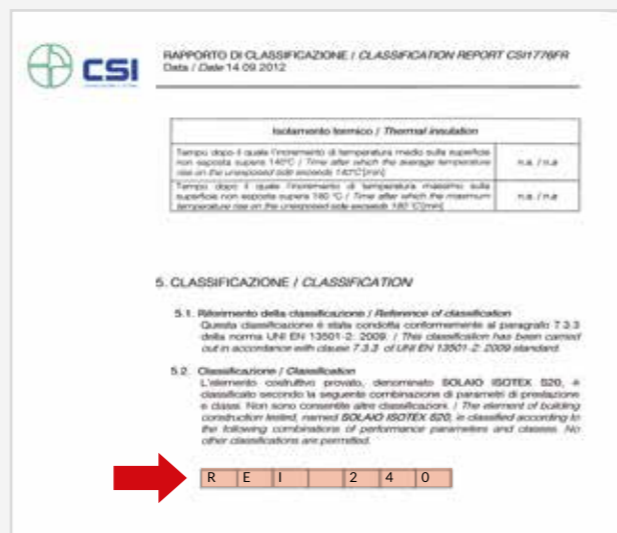 CSI
RAPPORTO DI CLASSIFICAZIONE / CLASSIFICATION REPORT CSI1776FR
Data / Date 14 09 2012
Isolamento termico / Thermal insulation
Tempo dopo il quale l'incremento di temperatura medio sulla superficie
non esposta supera 140°C / Time after which the average temperature
rise on the unexposed side exceeds 140°C [min]
n.a. / n.a
Tempo dopo il quale l'incremento di temperatura massimo sulla
superficie non esposta supera 180 °C / Time after which the maximum
temperature rise on the unexposed side exceeds 180 °C [min]
n.a. / n.a
5. CLASSIFICAZIONE / CLASSIFICATION
5.1. Riferimento della classificazione / Reference of classification
Questa classificazione è stata condotta conformemente al paragrafo 7.3.3
della norma UNI EN 13501-2: 2009. / This classification has been carried
out in accordance with clause 7.3.3 of UNI EN 13501-2: 2009 standard.
5.2. Classificazione / Classification
L'elemento costruttivo provato, denominato SOLAIO ISOTEX S20, è
classificato secondo la seguente combinazione di parametri di prestazione
e classi. Non sono consentite altre classificazioni. / The element of building
construction tested, named SOLAIO ISOTEX S20, is classified according to
the following combinations of performance parameters and classes. No
other classifications are permitted.
R E I 2 4 0